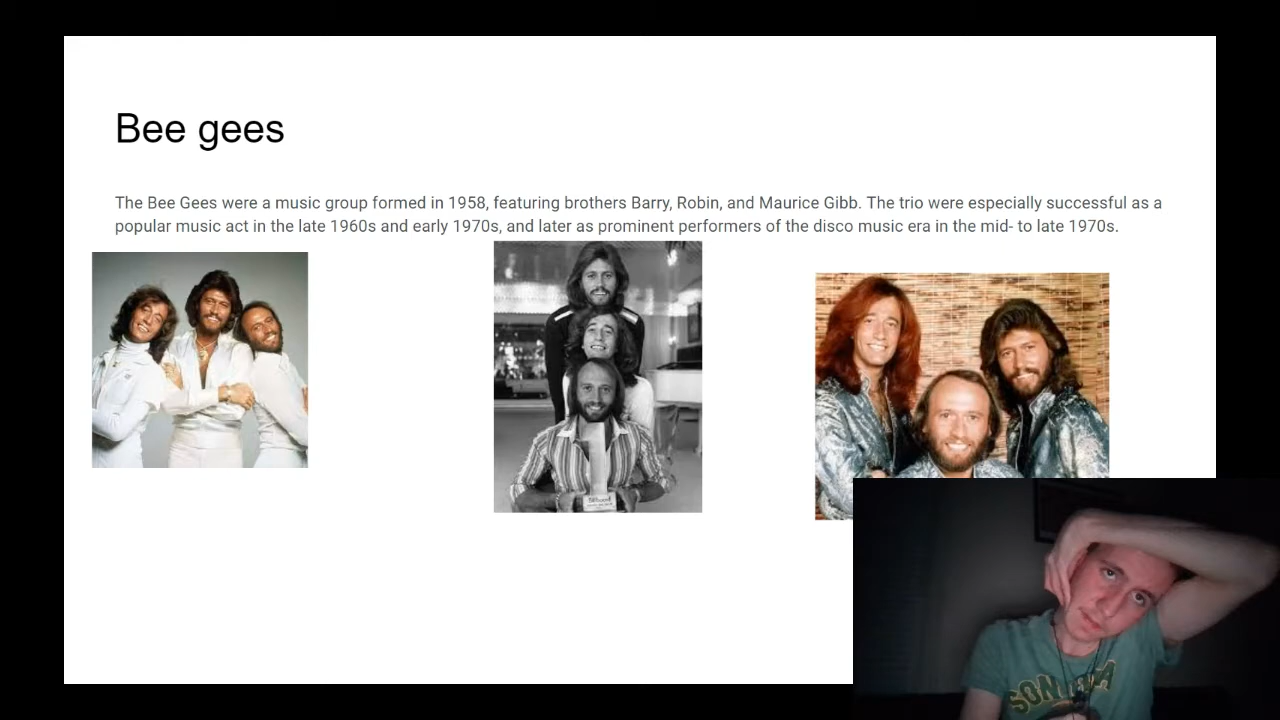 Bee gees
The Bee Gees were a music group formed in 1958, featuring brothers Barry, Robin, and Maurice Gibb. The trio were especially successful as a
popular music act in the late 1960s and early 1970s, and later as prominent performers of the disco music era in the mid- to late 1970s.